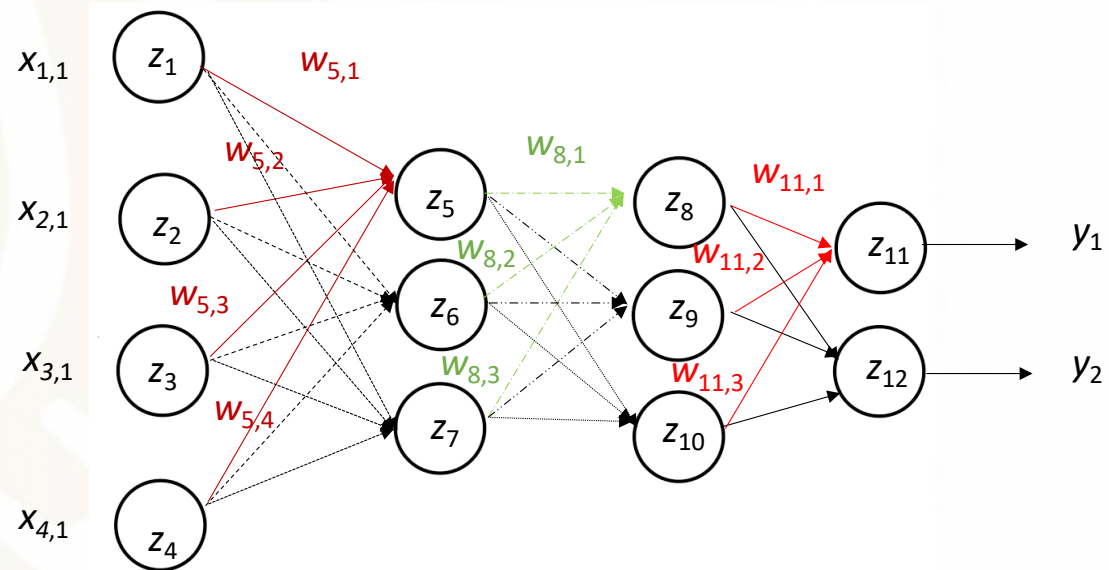 x1,1
z1
w5,1
w5,2
w8,1
z5
z8
w11,1
x2,1
z2
z11
y1
w8,2
w11,2
w5,3
z6
z9
x3,1
z3
w8,3
w11,3
z12
y2
w5,4
z7
z10
x4,1
z4